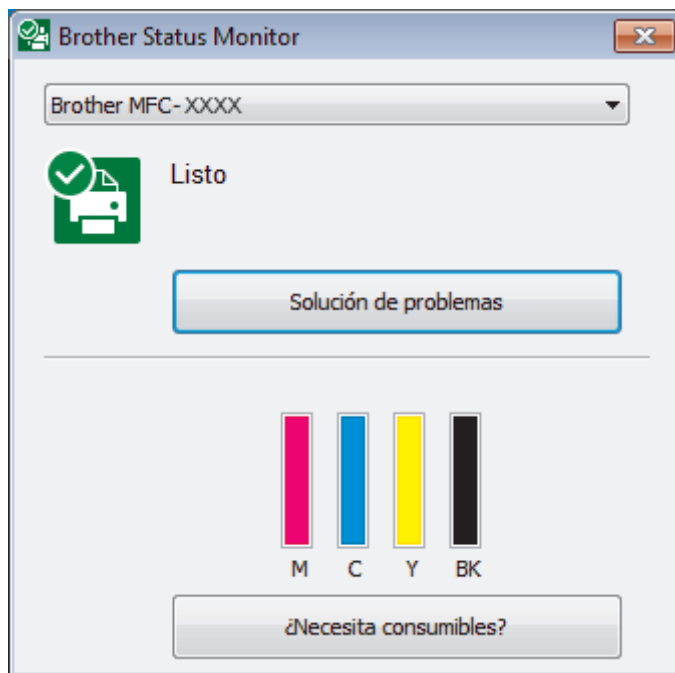 Brother Status Monitor
Brother MFC- XXXX
Listo
Solución de problemas
M C Y BK
¿Necesita consumibles?